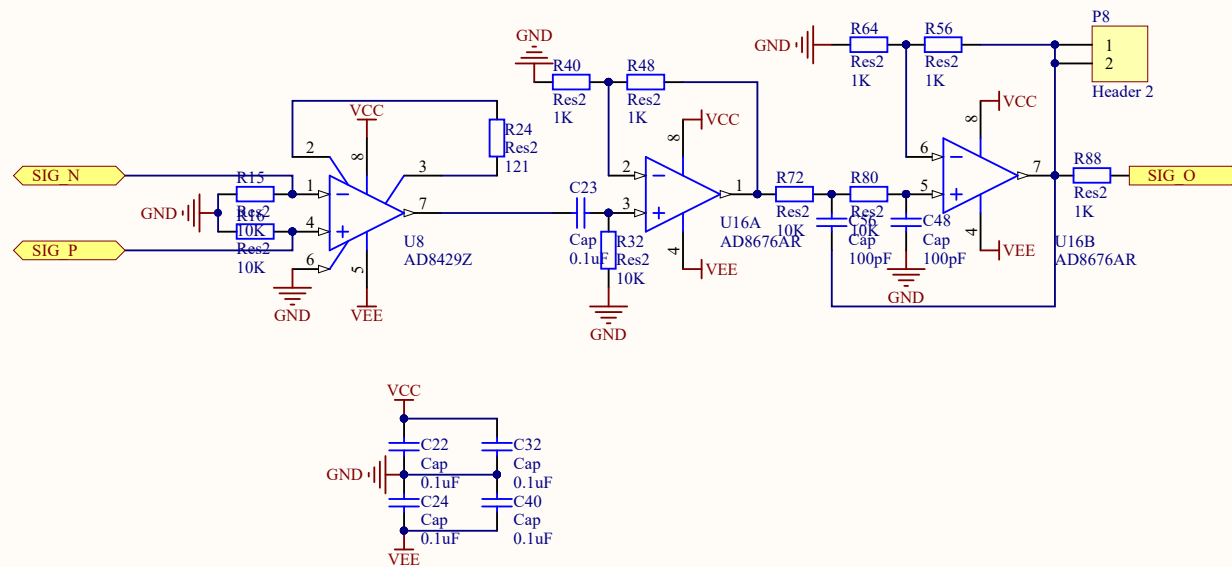 P8
GND
R64
R56
1
2
Res2
1K
Res2
1K
Header 2
GND
R40
R48
Res2
1K
Res2
1K
VCC
8
VCC
8
VCC
8
R24
Res2
121
2
3
SIG_N
R15
Res2
10K
1
GND
R16
Res2
10K
4
SIG_P
7
U8
AD8429Z
6
5
GND
VEE
C23
Cap
0.1uF
2
3
1
R32
Res2
10K
GND
4
VEE
U16A
AD8676AR
R72
Res2
10K
R80
Res2
10K
C56
Cap
100pF
C48
Cap
100pF
GND
6
5
7
4
VEE
U16B
AD8676AR
R88
Res2
1K
SIG_O
VCC
C22
Cap
0.1uF
C32
Cap
0.1uF
GND
C24
Cap
0.1uF
C40
Cap
0.1uF
VEE